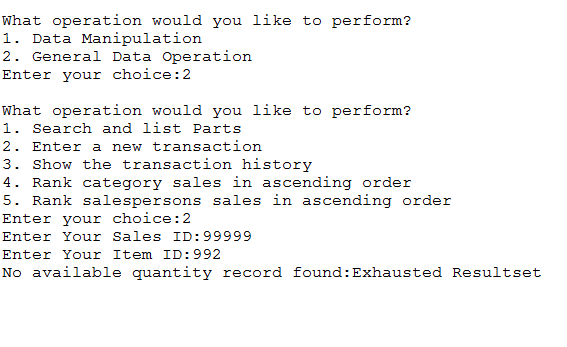 What operation would you like to perform?
1. Data Manipulation
2. General Data Operation
Enter your choice:2
What operation would you like to perform?
1. Search and list Parts
2. Enter a new transaction
3. Show the transaction history
4. Rank category sales in ascending order
5. Rank salespersons sales in ascending order
Enter your choice:2
Enter Your Sales ID:99999
Enter Your Item ID:992
No available quantity record found:Exhausted Resultset